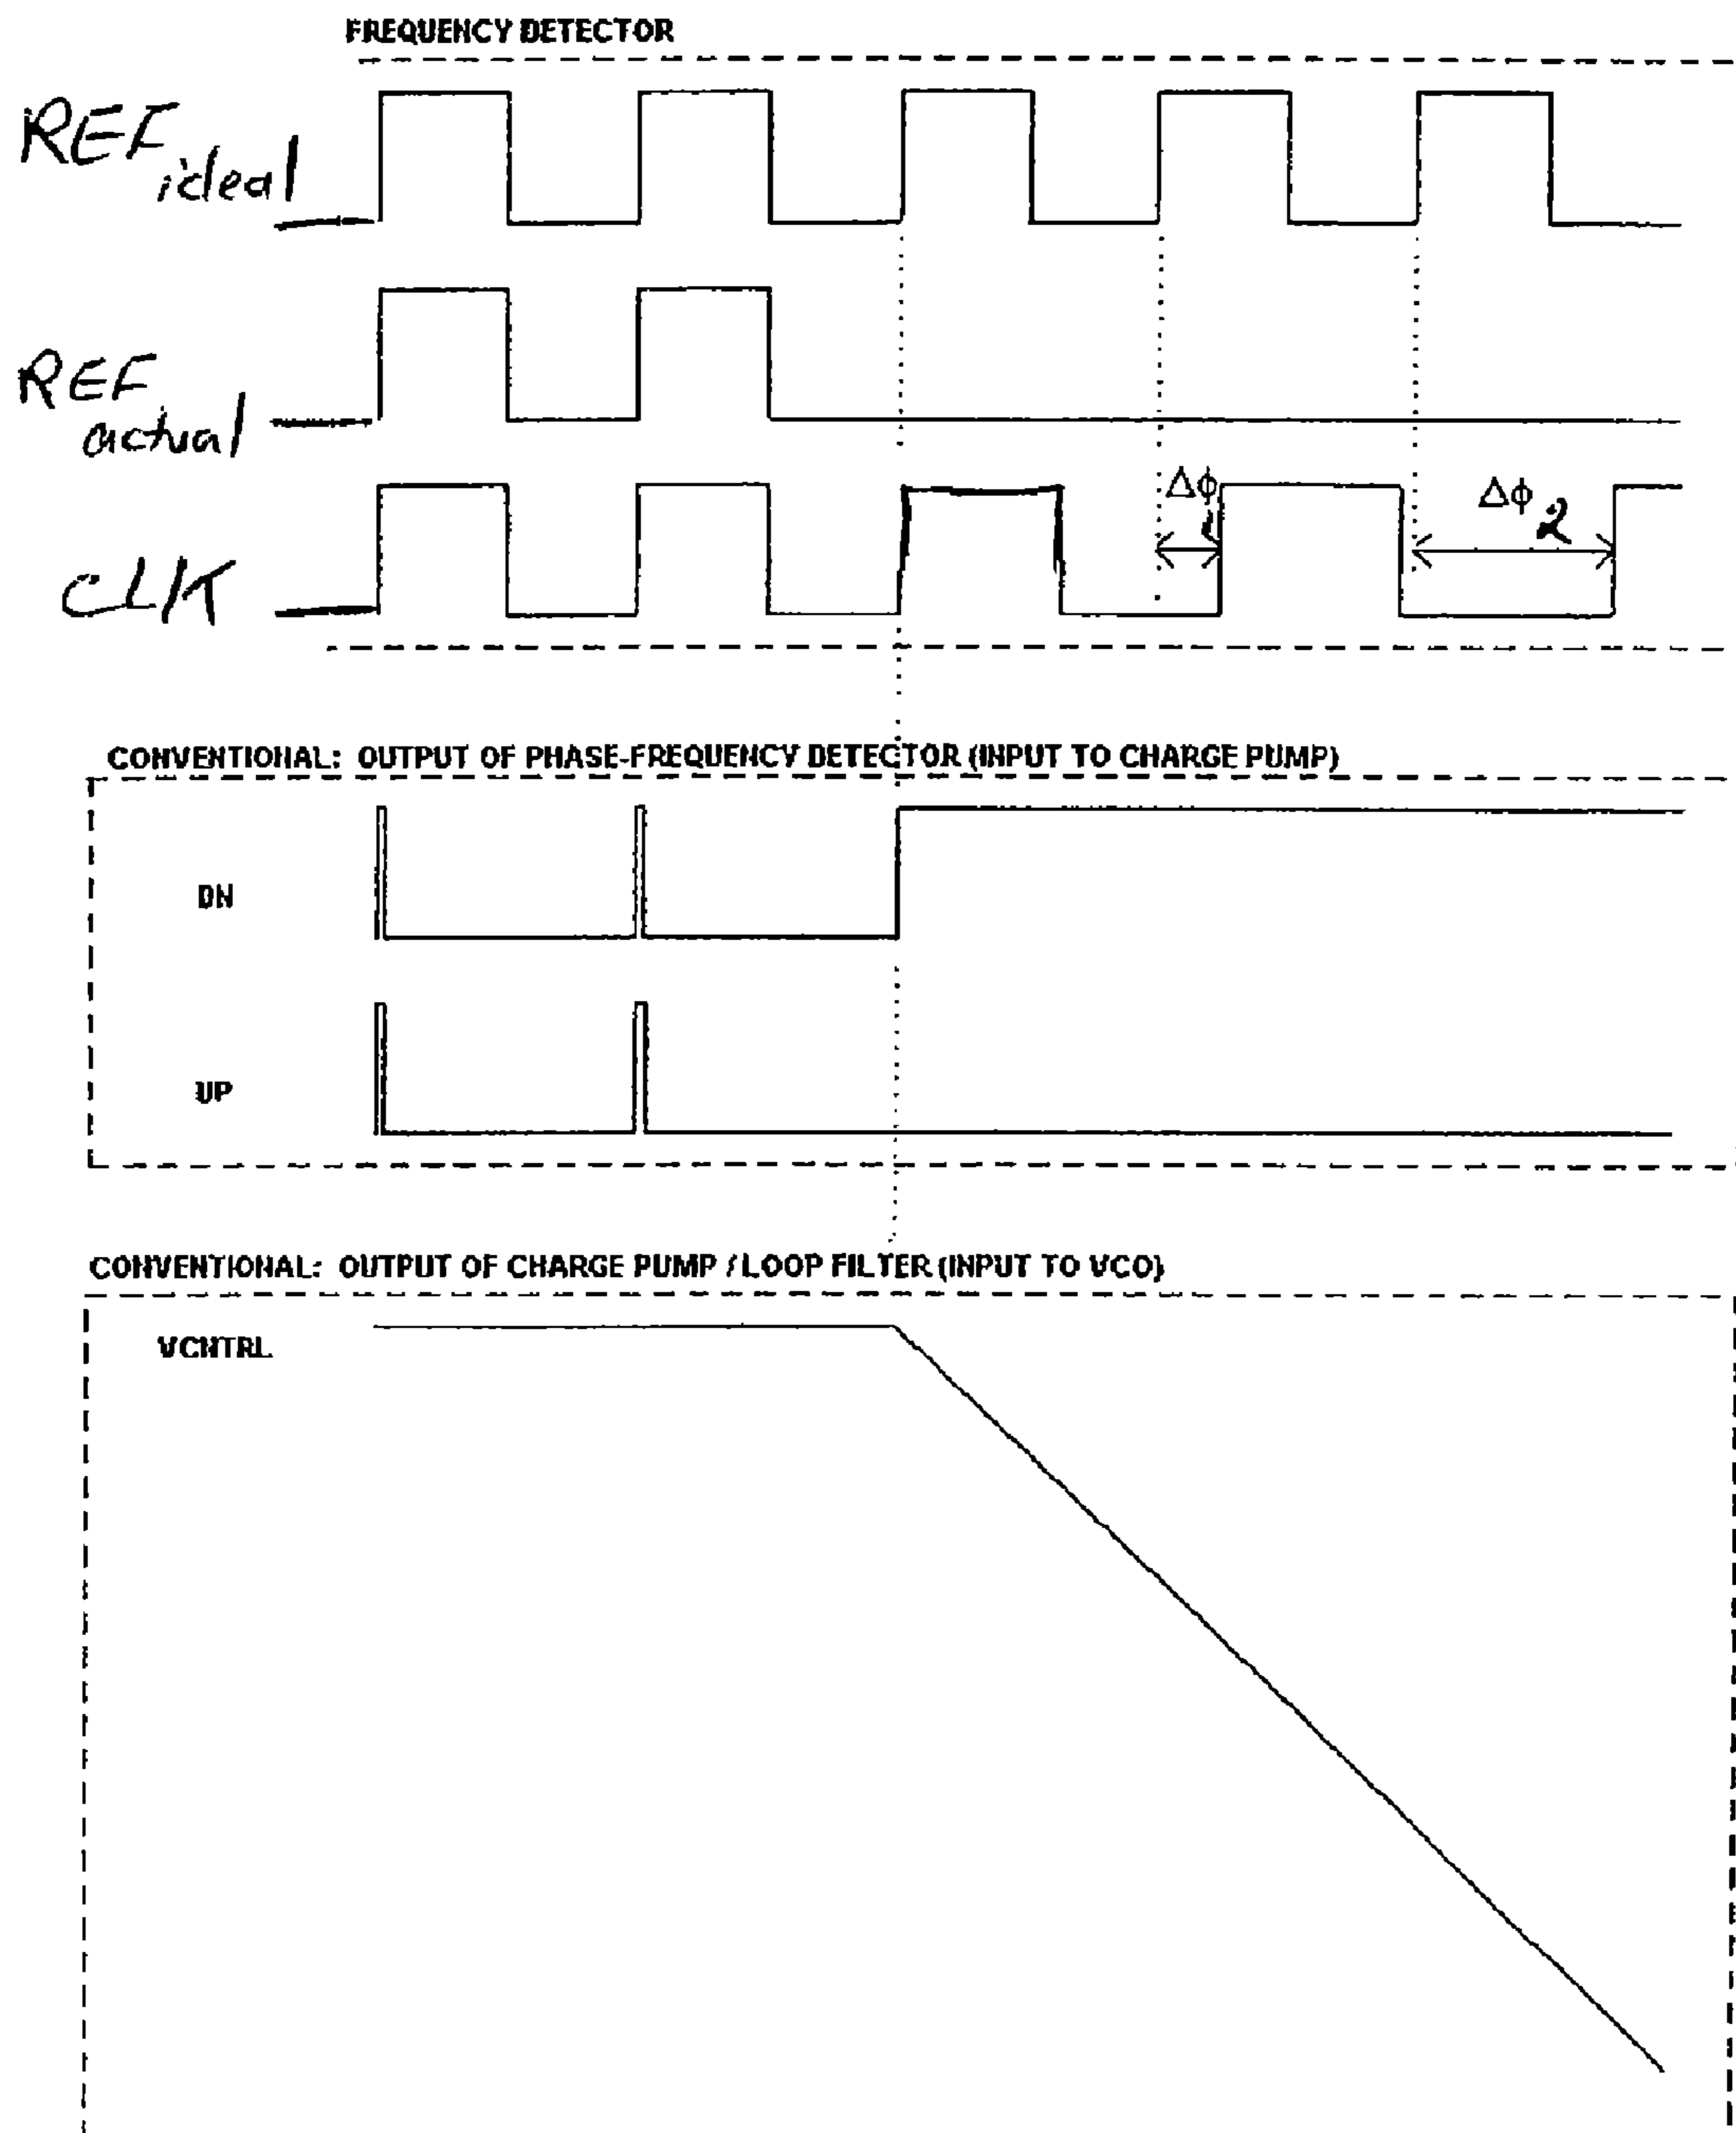 FREQUENCY DETECTOR
REF ideal
REF actual
Δφ 1
Δφ 2
CLK
CONVENTIONAL: OUTPUT OF PHASE-FREQUENCY DETECTOR (INPUT TO CHARGE PUMP)
DN
UP
CONVENTIONAL: OUTPUT OF CHARGE PUMP / LOOP FILTER (INPUT TO VCO)
VCNTRL